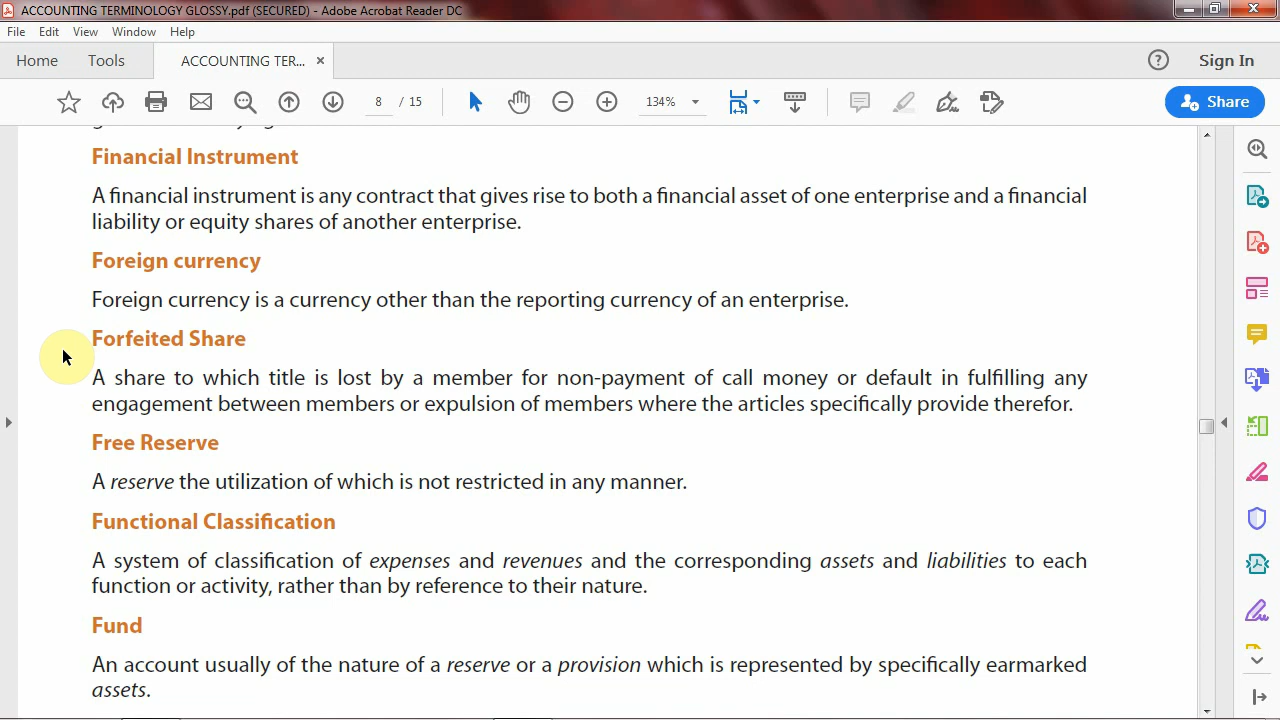 ACCOUNTING TERMINOLOGY GLOSSY.pdf (SECURED) - Adobe Acrobat Reader DC
File Edit View Window Help
Home Tools ACCOUNTING TER... × Sign In
8 / 15 134% Share
Financial Instrument
A financial instrument is any contract that gives rise to both a financial asset of one enterprise and a financial
liability or equity shares of another enterprise.
Foreign currency
Foreign currency is a currency other than the reporting currency of an enterprise.
Forfeited Share
A share to which title is lost by a member for non-payment of call money or default in fulfilling any
engagement between members or expulsion of members where the articles specifically provide therefor.
Free Reserve
A reserve the utilization of which is not restricted in any manner.
Functional Classification
A system of classification of expenses and revenues and the corresponding assets and liabilities to each
function or activity, rather than by reference to their nature.
Fund
An account usually of the nature of a reserve or a provision which is represented by specifically earmarked
assets.